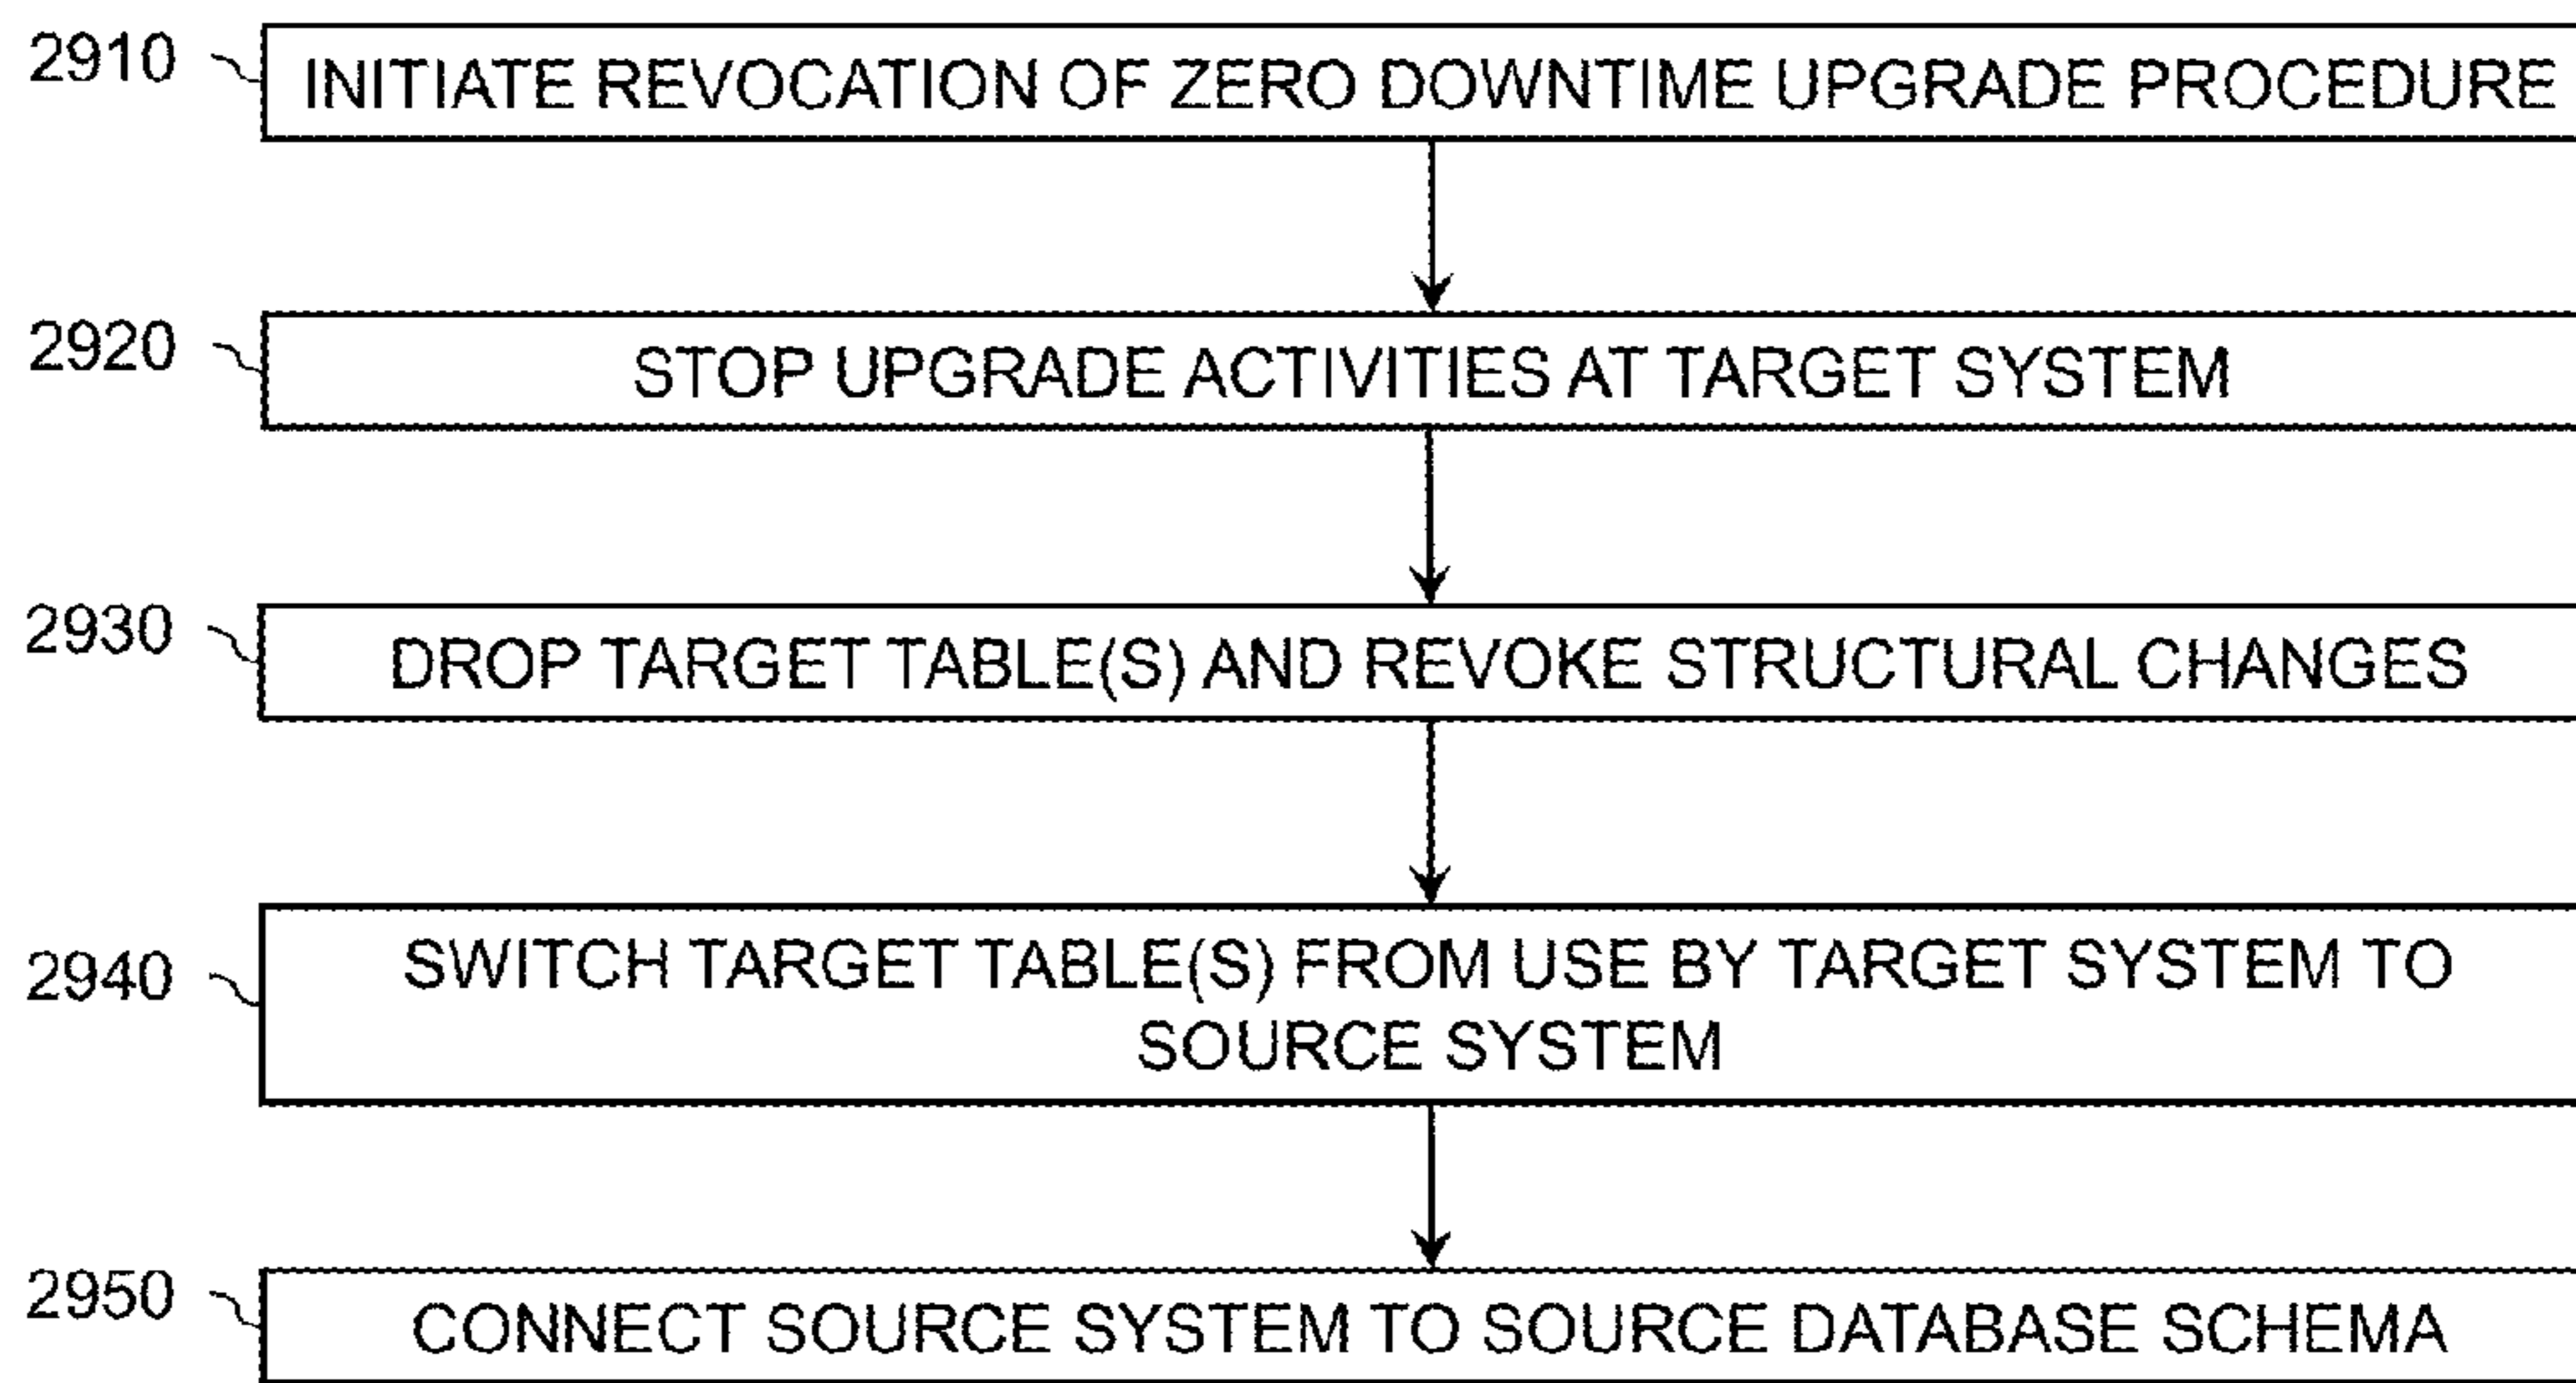 2910 INITIATE REVOCATION OF ZERO DOWNTIME UPGRADE PROCEDURE
2920 STOP UPGRADE ACTIVITIES AT TARGET SYSTEM
2930 DROP TARGET TABLE(S) AND REVOKE STRUCTURAL CHANGES
2940 SWITCH TARGET TABLE(S) FROM USE BY TARGET SYSTEM TO
SOURCE SYSTEM
2950 CONNECT SOURCE SYSTEM TO SOURCE DATABASE SCHEMA